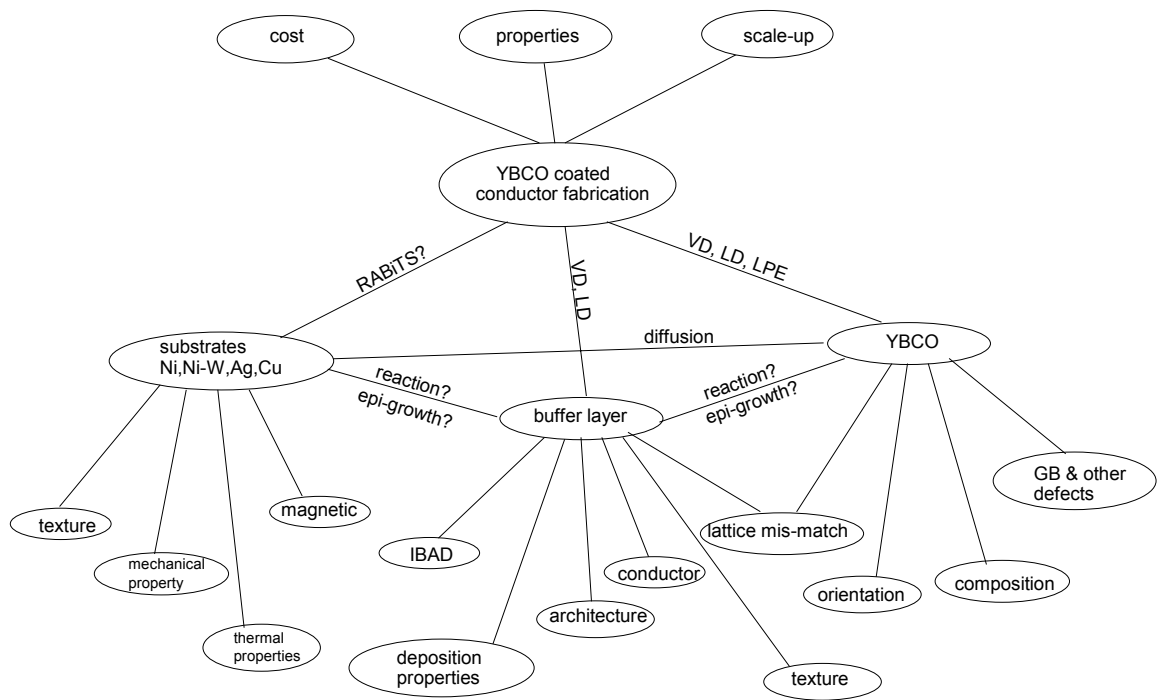 cost
properties
scale-up
YBCO coated
conductor fabrication
RABiTS?
VD, LD
VD, LD, LPE
substrates
Ni,Ni-W,Ag,Cu
diffusion
YBCO
reaction?
epi-growth?
buffer layer
reaction?
epi-growth?
texture
mechanical
property
thermal
properties
magnetic
IBAD
deposition
properties
architecture
conductor
texture
lattice mis-match
orientation
composition
GB & other
defects